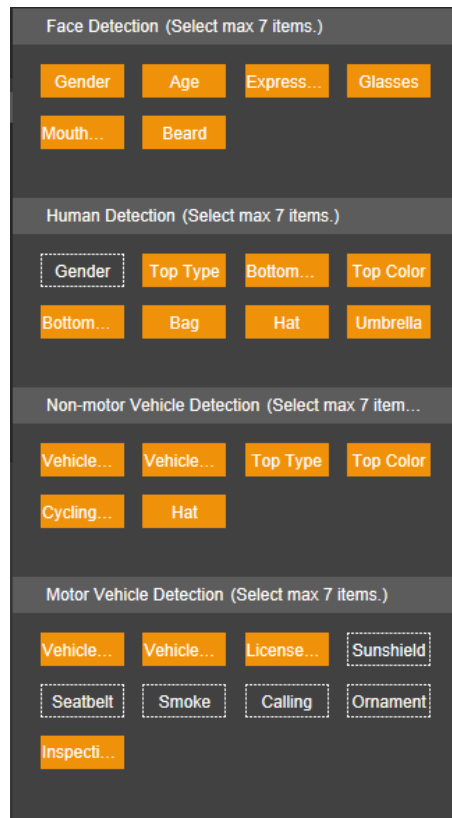 Face Detection (Select max 7 items.)
Gender Age Express... Glasses
Mouth... Beard
Human Detection (Select max 7 items.)
Gender Top Type Bottom... Top Color
Bottom... Bag Hat Umbrella
Non-motor Vehicle Detection (Select max 7 item...
Vehicle... Vehicle... Top Type Top Color
Cycling... Hat
Motor Vehicle Detection (Select max 7 items.)
Vehicle... Vehicle... License... Sunshield
Seatbelt Smoke Calling Ornament
Inspecti...